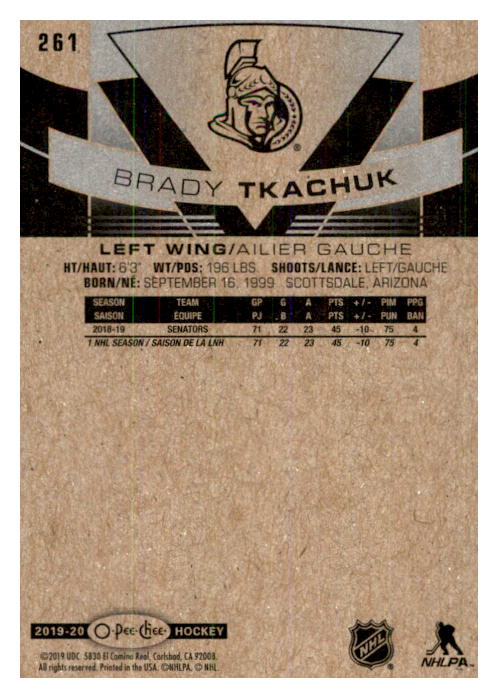 261
BRADY TKACHUK
LEFT WING/AILIER GAUCHE
HT/HAUT: 6'3" WT/PDS: 196 LBS. SHOOTS/LANCE: LEFT/GAUCHE
BORN/NÉ: SEPTEMBER 16, 1999 SCOTTSDALE, ARIZONA
SEASON TEAM GP G A PTS +/- PIM PPG
SAISON ÉQUIPE PJ B A PTS +/- PUN BAN
2018-19 SENATORS 71 22 23 45 -10 75 4
1 NHL SEASON / SAISON DE LA LNH 71 22 23 45 -10 75 4
2019-20 O-Pee-Chee HOCKEY
©2019 UDC. 5830 El Camino Real, Carlsbad, CA 92008.
All rights reserved. Printed in the USA. ©NHLPA. © NHL.
NHL
NHLPA